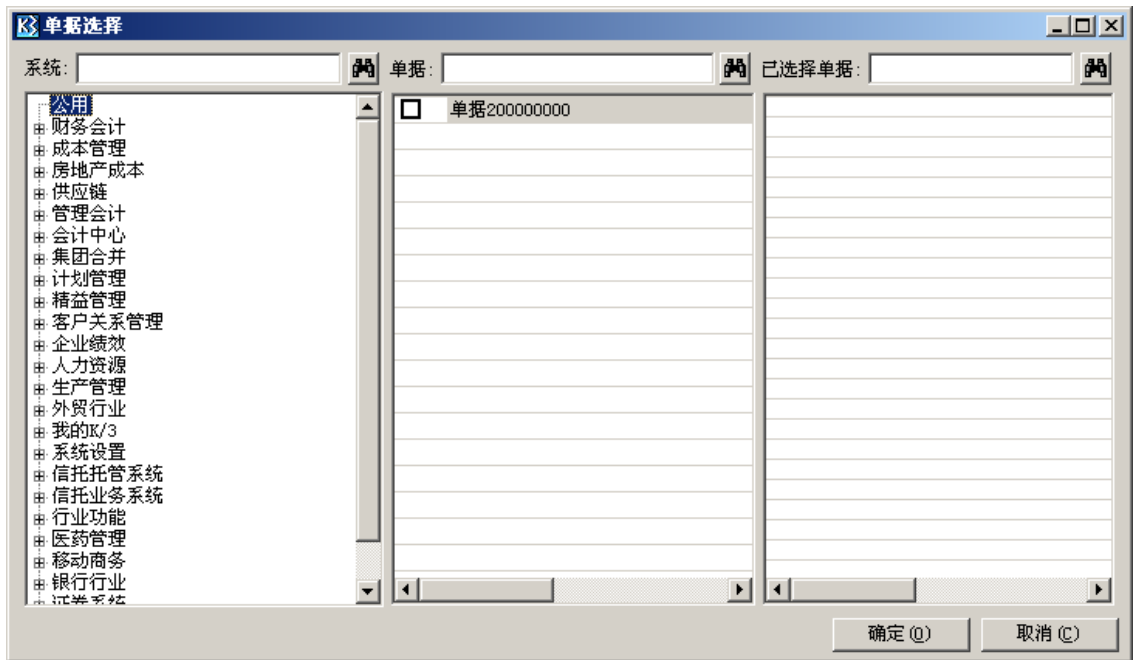 K3 单据选择
系统:
单据:
已选择单据:
公用
财务会计
成本管理
房地产成本
供应链
管理会计
会计中心
集团合并
计划管理
精益管理
客户关系管理
企业绩效
人力资源
生产管理
外贸行业
我的K/3
系统设置
信托托管系统
信托业务系统
行业功能
医药管理
移动商务
银行行业
证券系统
单据200000000
确定(O)
取消(C)